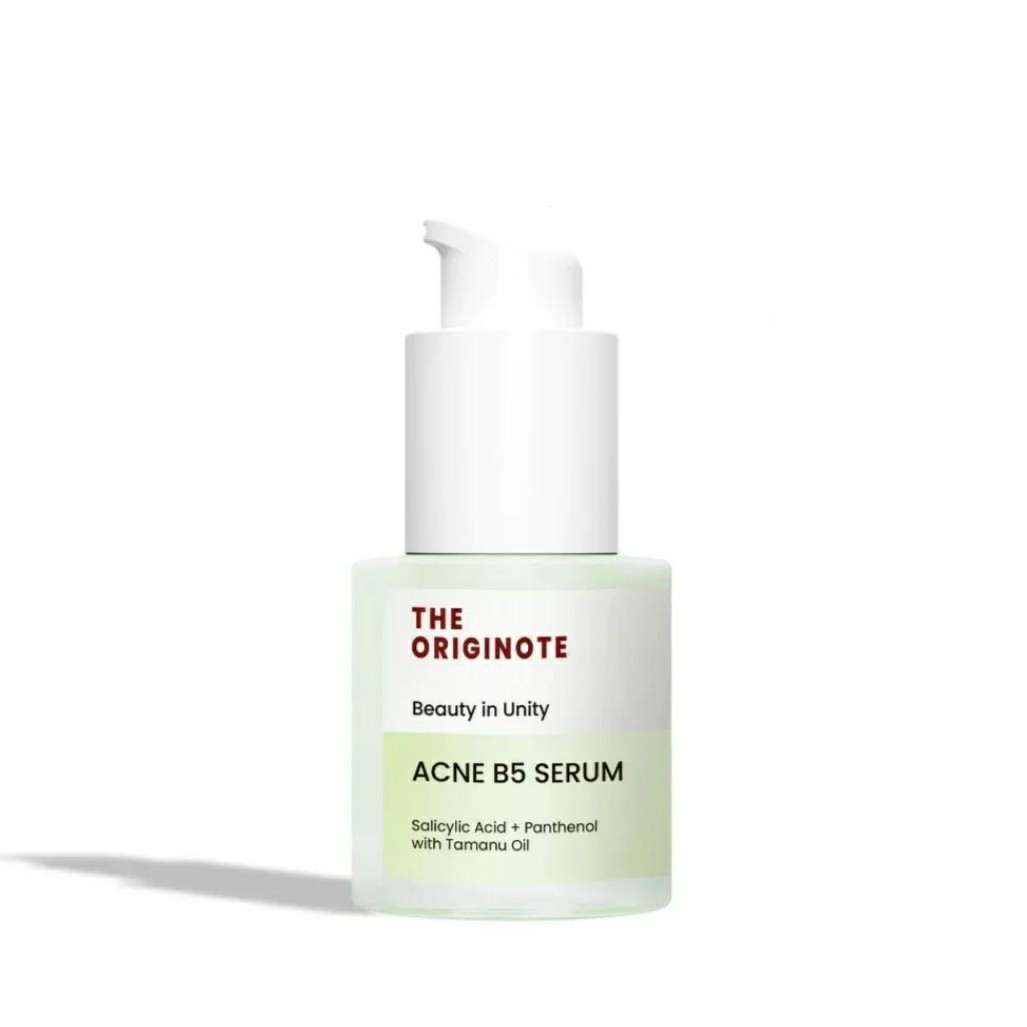 THE
ORIGINOTE
Beauty in Unity
ACNE B5 SERUM
Salicylic Acid + Panthenol
with Tamanu Oil